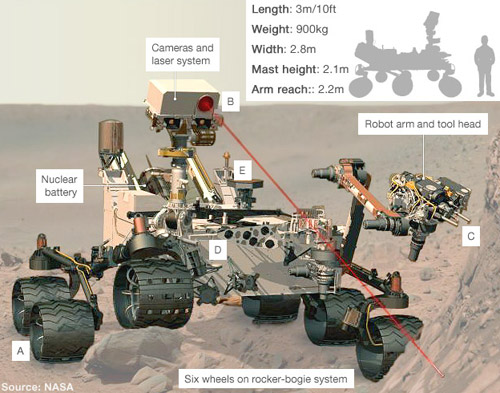 Length: 3m/10ft
Weight: 900kg
Width: 2.8m
Mast height: 2.1m
Arm reach:: 2.2m
Cameras and
laser system
B
Robot arm and tool head
Nuclear
battery
E
C
D
A
Six wheels on rocker-bogie system
Source: NASA